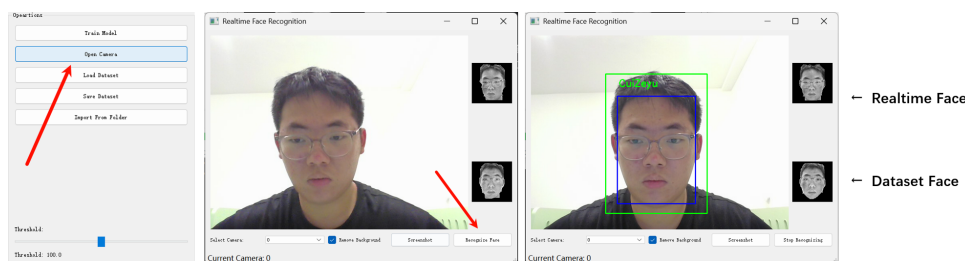 Opeartions
Train Model
Open Camera
Load Dataset
Save Dataset
Import From Folder
Threshold:
Threshold: 100.0
Realtime Face Recognition
Select Camera: 0 Remove Background Screenshot Recognize Face
Current Camera: 0
Realtime Face Recognition
CuiZeyu
Select Camera: 0 Remove Background Screenshot Stop Recognizing
Current Camera: 0
← Realtime Face
← Dataset Face